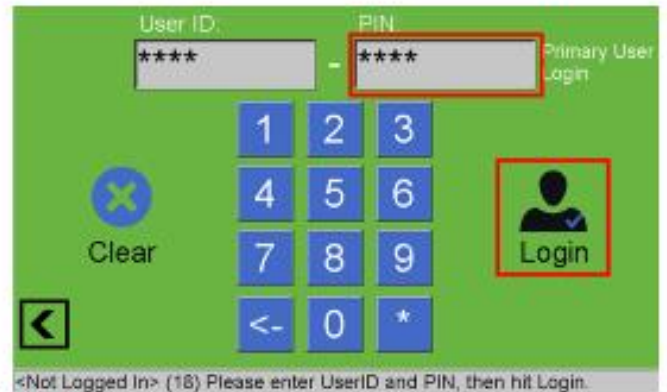 User ID: PIN
**** - **** Primary User
Login
1 2 3
4 5 6
Clear
7 8 9
Login
<- 0 *
<Not Logged In> (18) Please enter UserID and PIN, then hit Login.